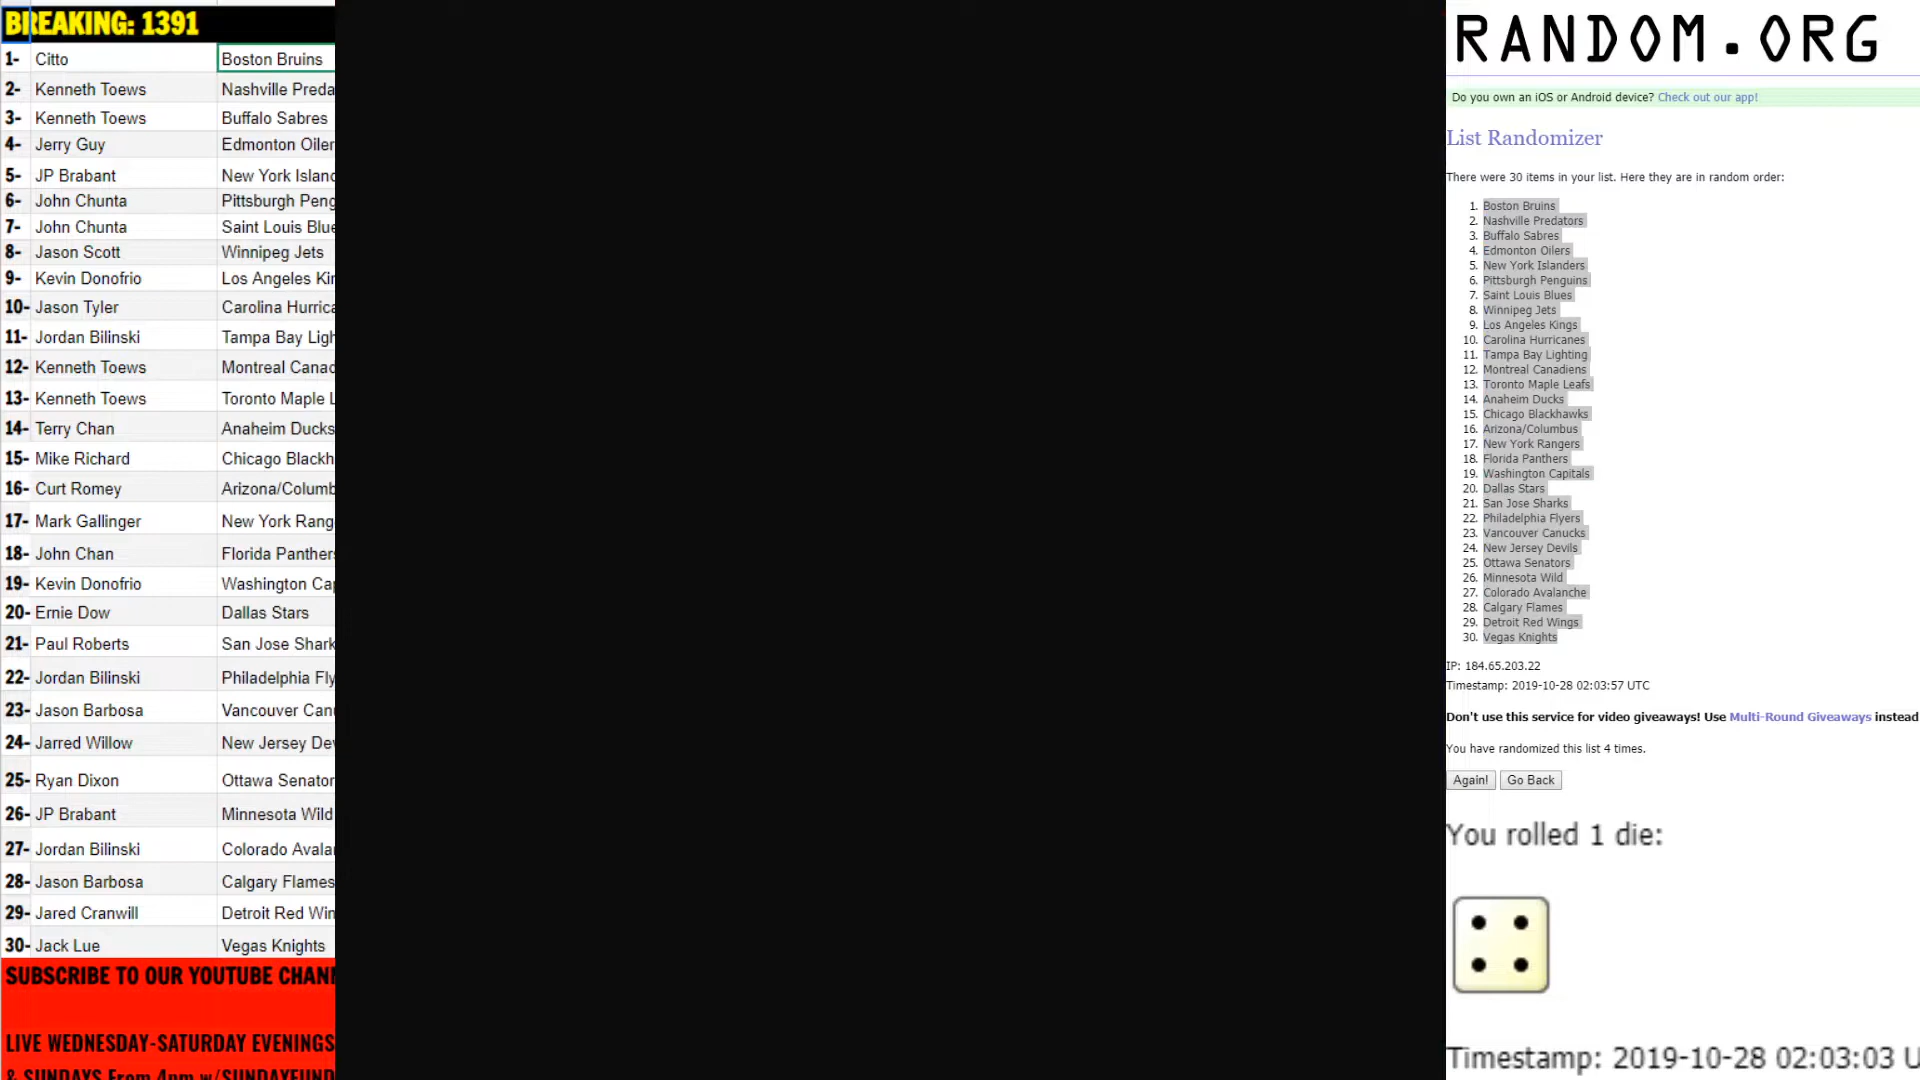 BREAKING: 1391
1- Citto Boston Bruins
2- Kenneth Toews Nashville Preda
3- Kenneth Toews Buffalo Sabres
4- Jerry Guy Edmonton Oiler
5- JP Brabant New York Islan
6- John Chunta Pittsburgh Peng
7- John Chunta Saint Louis Blue
8- Jason Scott Winnipeg Jets
9- Kevin Donofrio Los Angeles Kin
10- Jason Tyler Carolina Hurrica
11- Jordan Bilinski Tampa Bay Ligh
12- Kenneth Toews Montreal Canad
13- Kenneth Toews Toronto Maple L
14- Terry Chan Anaheim Ducks
15- Mike Richard Chicago Blackh
16- Curt Romey Arizona/Columb
17- Mark Gallinger New York Rang
18- John Chan Florida Panthers
19- Kevin Donofrio Washington Cap
20- Ernie Dow Dallas Stars
21- Paul Roberts San Jose Shark
22- Jordan Bilinski Philadelphia Fly
23- Jason Barbosa Vancouver Canu
24- Jarred Willow New Jersey Dev
25- Ryan Dixon Ottawa Senator
26- JP Brabant Minnesota Wild
27- Jordan Bilinski Colorado Avalan
28- Jason Barbosa Calgary Flames
29- Jared Cranwill Detroit Red Win
30- Jack Lue Vegas Knights
SUBSCRIBE TO OUR YOUTUBE CHANN
LIVE WEDNESDAY-SATURDAY EVENINGS
& SUNDAYS From 4pm w/SUNDAYFUND
RANDOM.ORG
Do you own an iOS or Android device? Check out our app!
List Randomizer
There were 30 items in your list. Here they are in random order:
1. Boston Bruins
2. Nashville Predators
3. Buffalo Sabres
4. Edmonton Oilers
5. New York Islanders
6. Pittsburgh Penguins
7. Saint Louis Blues
8. Winnipeg Jets
9. Los Angeles Kings
10. Carolina Hurricanes
11. Tampa Bay Lighting
12. Montreal Canadiens
13. Toronto Maple Leafs
14. Anaheim Ducks
15. Chicago Blackhawks
16. Arizona/Columbus
17. New York Rangers
18. Florida Panthers
19. Washington Capitals
20. Dallas Stars
21. San Jose Sharks
22. Philadelphia Flyers
23. Vancouver Canucks
24. New Jersey Devils
25. Ottawa Senators
26. Minnesota Wild
27. Colorado Avalanche
28. Calgary Flames
29. Detroit Red Wings
30. Vegas Knights
IP: 184.65.203.22
Timestamp: 2019-10-28 02:03:57 UTC
Don't use this service for video giveaways! Use Multi-Round Giveaways instead
You have randomized this list 4 times.
Again! Go Back
You rolled 1 die:
Timestamp: 2019-10-28 02:03:03 U